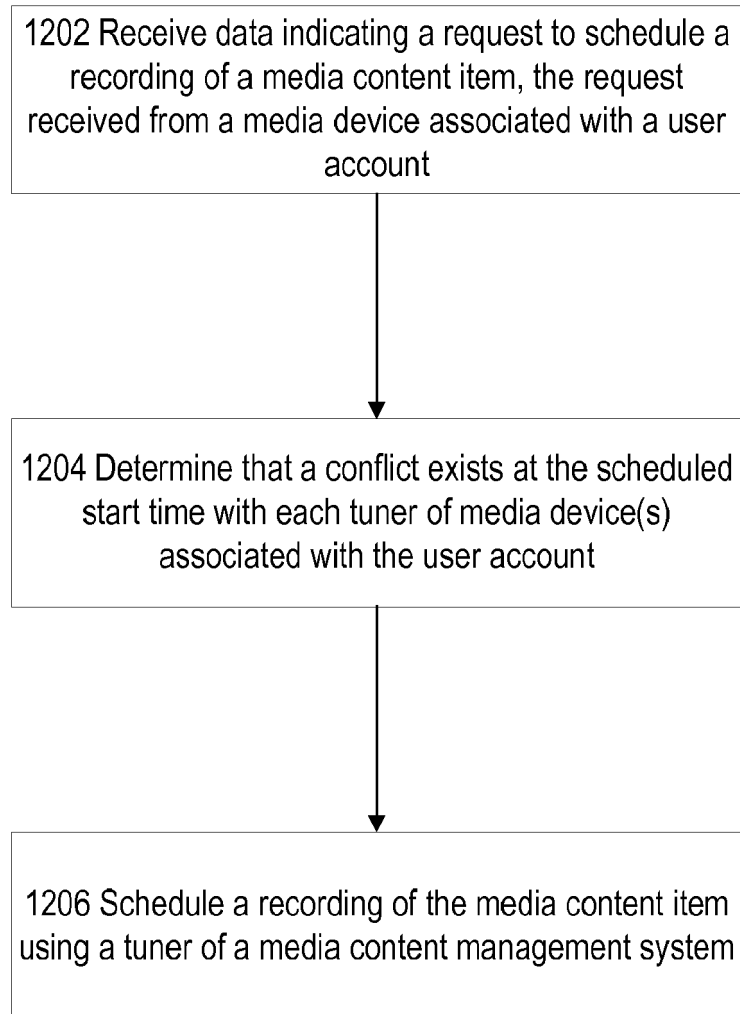 1202 Receive data indicating a request to schedule a
recording of a media content item, the request
received from a media device associated with a user
account
1204 Determine that a conflict exists at the scheduled
start time with each tuner of media device(s)
associated with the user account
1206 Schedule a recording of the media content item
using a tuner of a media content management system